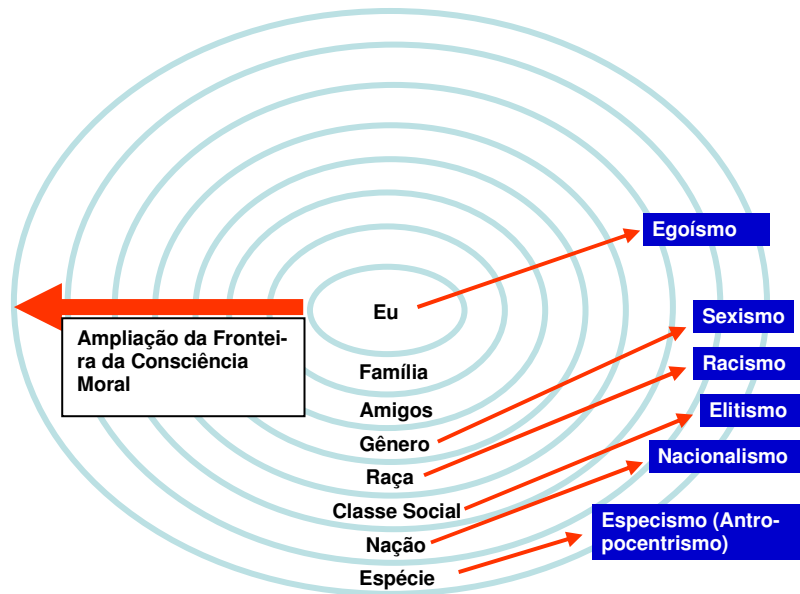 Egoísmo
Eu
Sexismo
Ampliação da Frontei-
ra da Consciência
Moral
Racismo
Família
Amigos
Elitismo
Gênero
Nacionalismo
Raça
Classe Social
Especismo (Antro-
pocentrismo)
Nação
Espécie